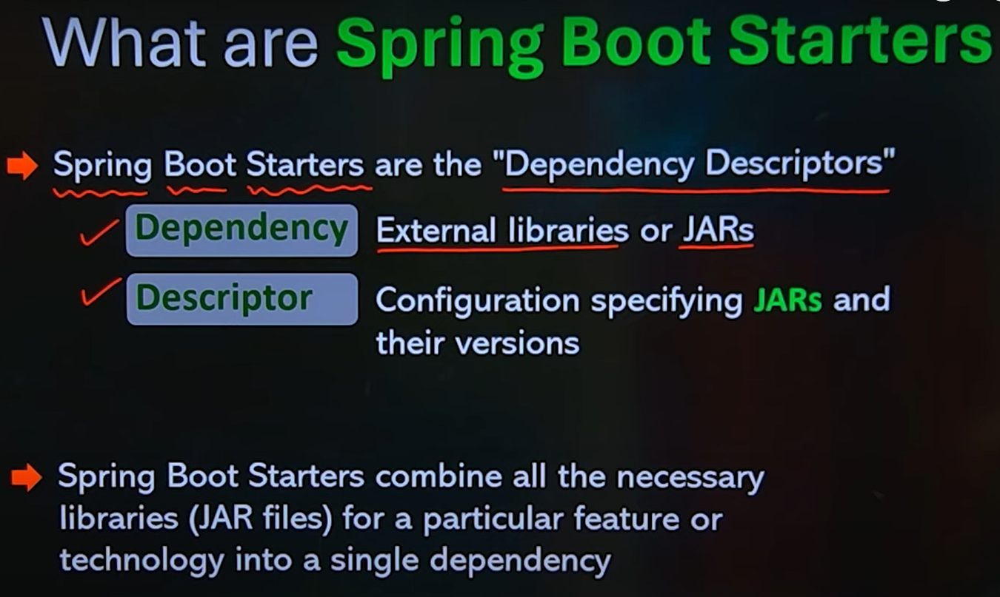 What are Spring Boot Starters
Spring Boot Starters are the "Dependency Descriptors"
Dependency External libraries or JARs
Descriptor Configuration specifying JARs and
their versions
Spring Boot Starters combine all the necessary
libraries (JAR files) for a particular feature or
technology into a single dependency